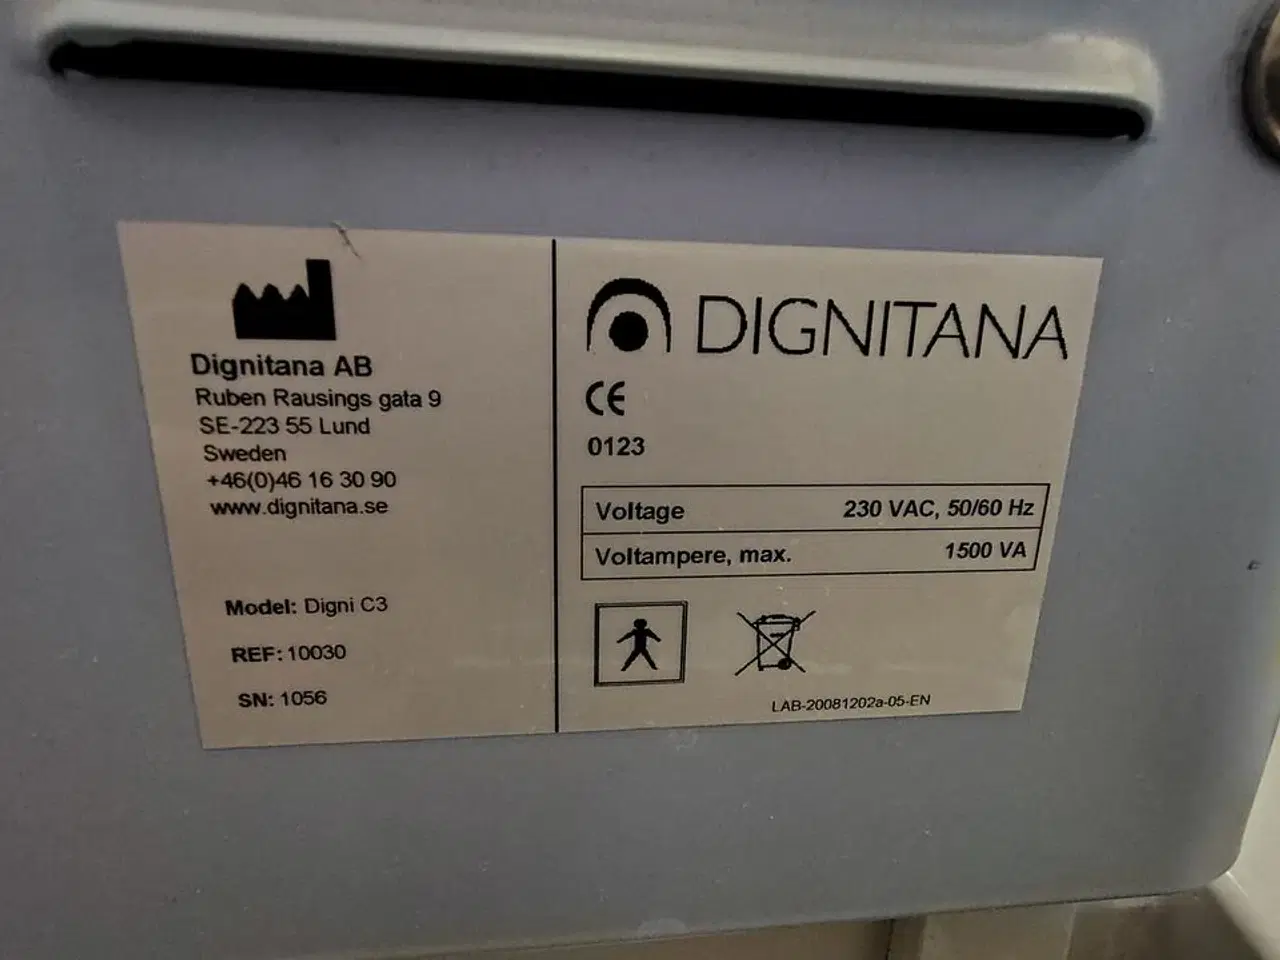 Dignitana AB
Ruben Rausings gata 9
SE-223 55 Lund
Sweden
+46(0)46 16 30 90
www.dignitana.se
Model: Digni C3
REF: 10030
SN: 1056
DIGNITANA
CE
0123
Voltage 230 VAC, 50/60 Hz
Voltampere, max. 1500 VA
LAB-20081202a-05-EN